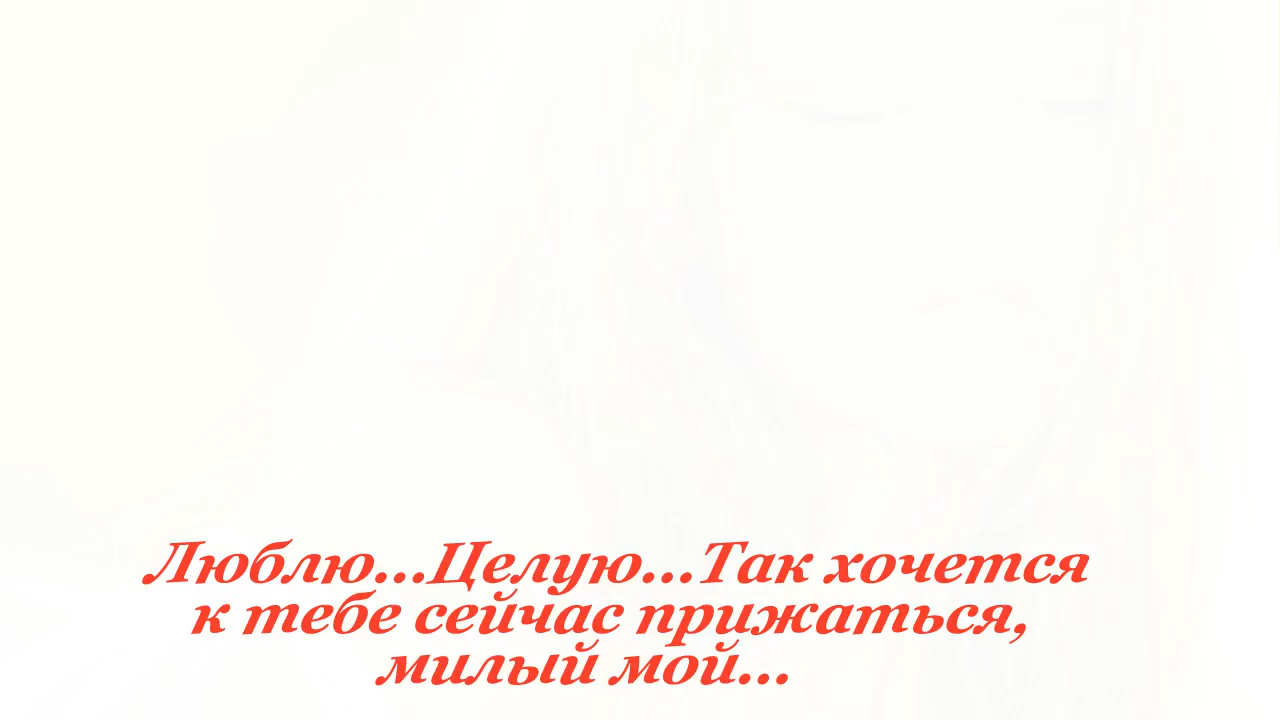 Люблю...Целую...Так хочется
к тебе сейчас прижаться,
милый мой...